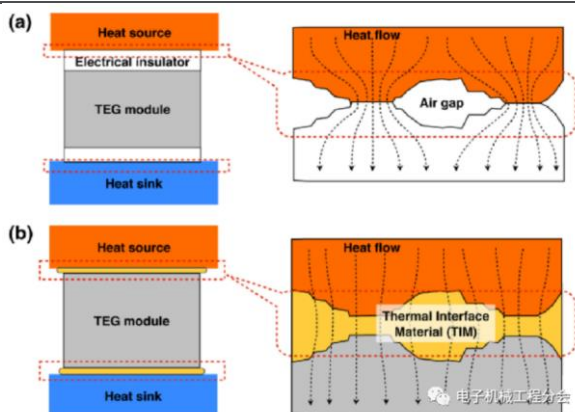 (a)
Heat source
Electrical insulator
TEG module
Heat sink
Heat flow
Air gap
(b)
Heat source
TEG module
Heat sink
Heat flow
Thermal Interface
Material (TIM)
电子机械工程分会